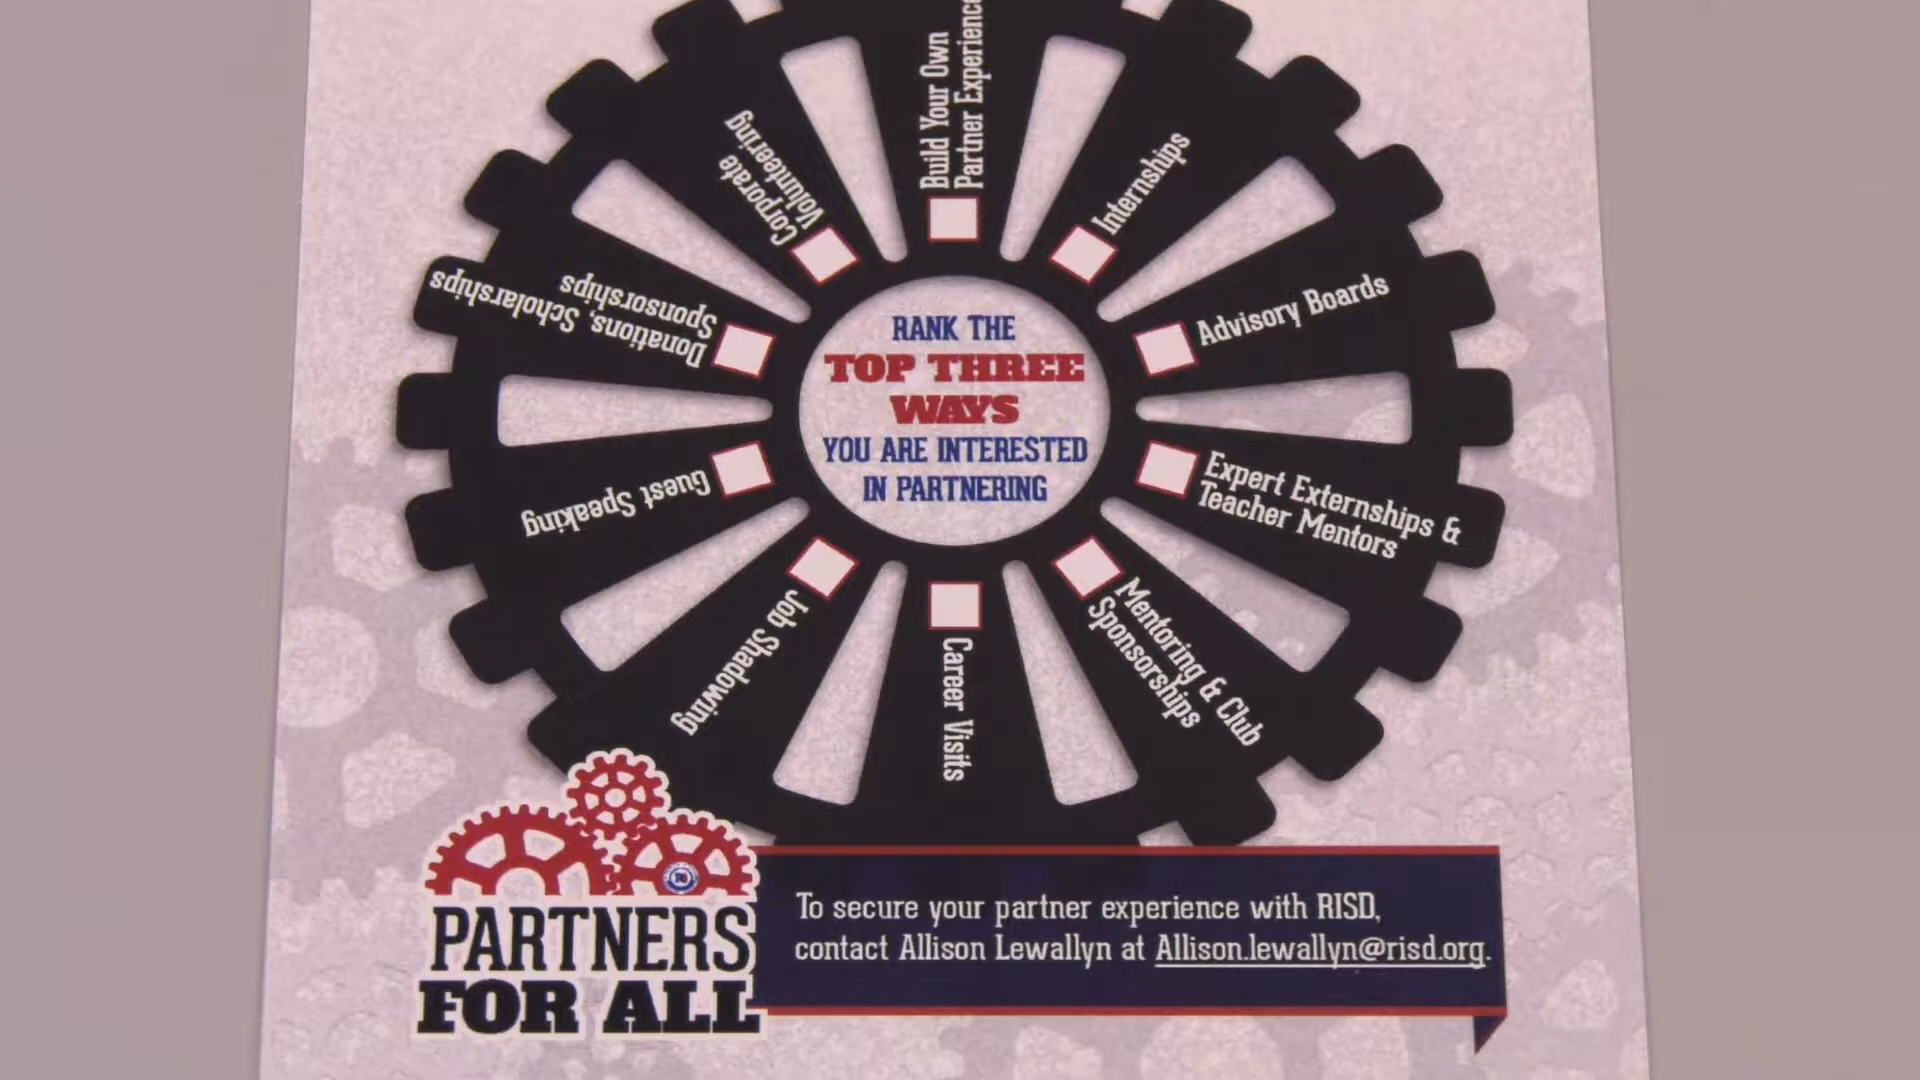 Build Your Own
Partner Experience
Internships
Advisory Boards
Expert Externships &
Teacher Mentors
Mentoring & Club
Sponsorships
Career Visits
Job Shadowing
Guest Speaking
Donations, Scholarships
Sponsorships
Corporate
Volunteering
RANK THE
TOP THREE
WAYS
YOU ARE INTERESTED
IN PARTNERING
PARTNERS
FOR ALL
To secure your partner experience with RISD,
contact Allison Lewallyn at Allison.lewallyn@risd.org.